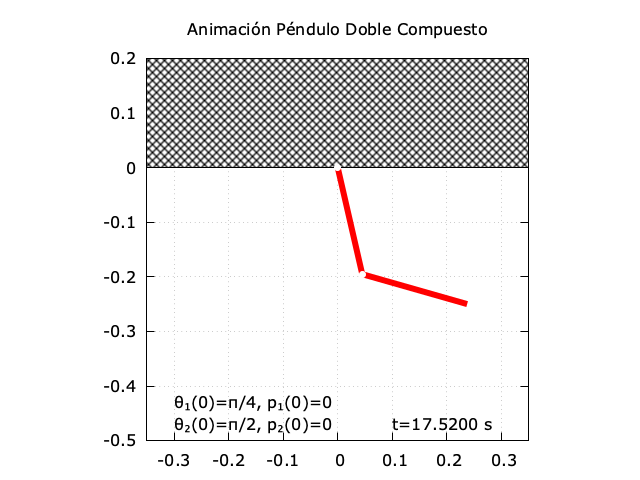 Animación Péndulo Doble Compuesto
0.2
0.1
0
-0.1
-0.2
-0.3
-0.4
-0.5
θ₁(0)=π/4, p₁(0)=0
θ₂(0)=π/2, p₂(0)=0 t=17.5200 s
-0.3 -0.2 -0.1 0 0.1 0.2 0.3